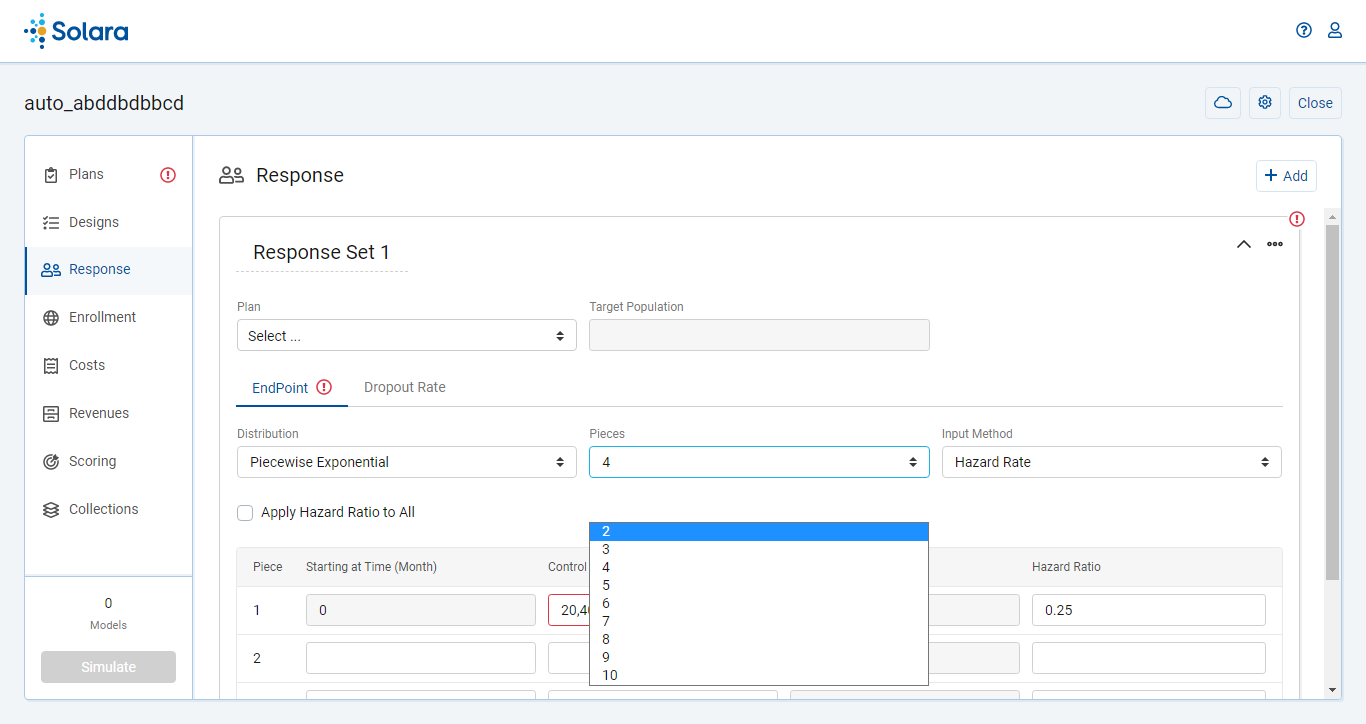 Solara
auto_abddbdbbcd
Close
Plans
Designs
Response
Enrollment
Costs
Revenues
Scoring
Collections
0
Models
Simulate
Response
+ Add
Response Set 1
Plan
Target Population
Select ...
EndPoint
Dropout Rate
Distribution
Pieces
Input Method
Piecewise Exponential
4
Hazard Rate
Apply Hazard Ratio to All
2
3
4
5
6
7
8
9
10
Piece
Starting at Time (Month)
Control
Hazard Ratio
1
0
20,40
0.25
2